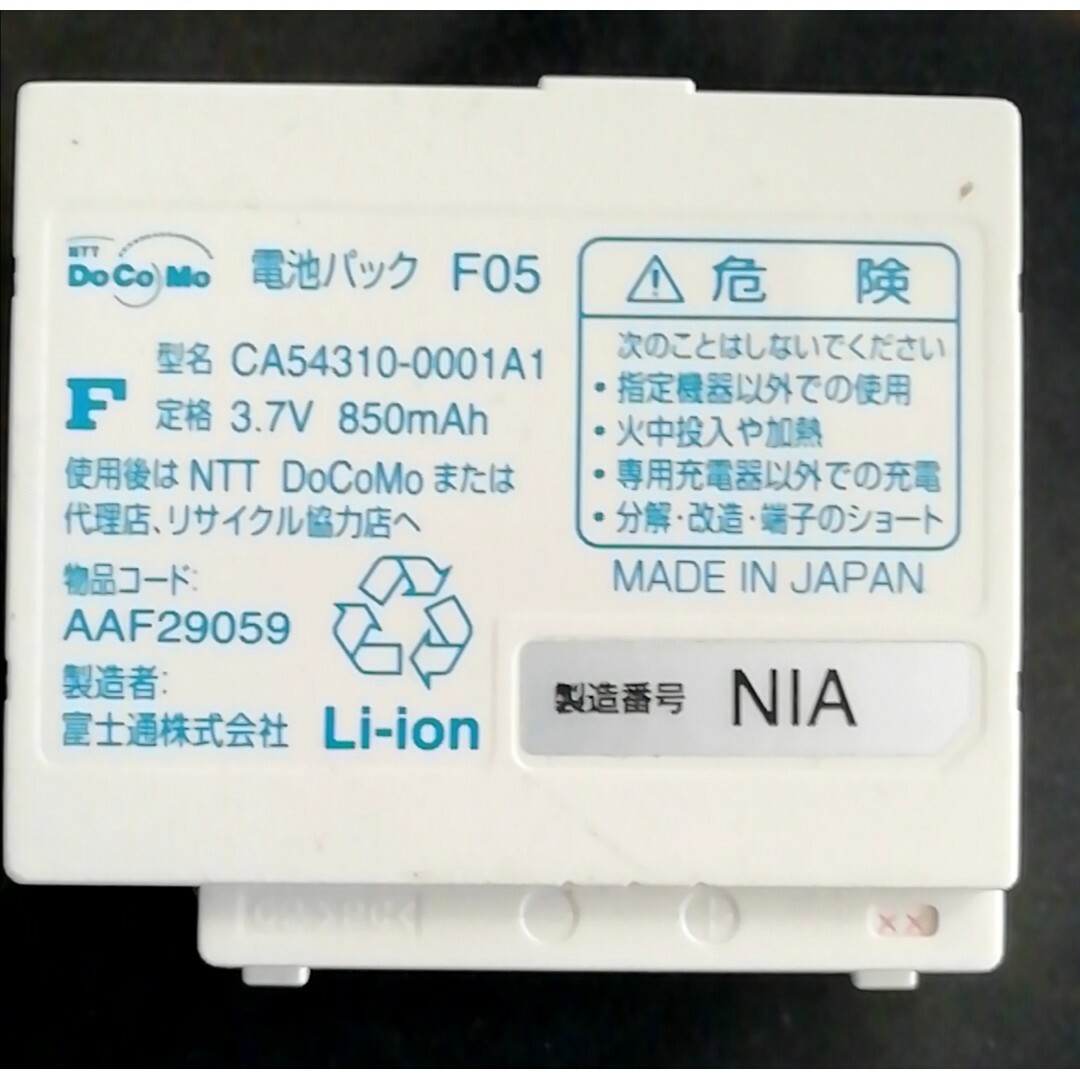 NTT
DoCoMo 電池パック F05
型名 CA54310-0001A1
F 定格 3.7V 850mAh
使用後は NTT DoCoMo または
代理店、リサイクル協力店へ
物品コード:
AAF29059
製造者:
富士通株式会社
Li-ion
危険
次のことはしないでください
・指定機器以外での使用
・火中投入や加熱
・専用充電器以外での充電
・分解・改造・端子のショート
MADE IN JAPAN
製造番号 NIA
××